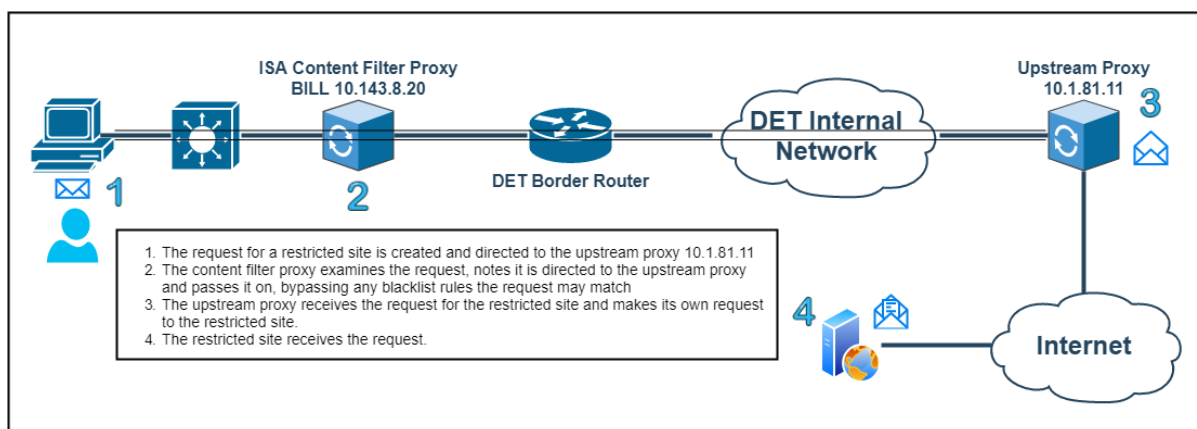 ISA Content Filter Proxy
BILL 10.143.8.20
Upstream Proxy
10.1.81.11
3
DET Internal
Network
1
2
DET Border Router
1. The request for a restricted site is created and directed to the upstream proxy 10.1.81.11
2. The content filter proxy examines the request, notes it is directed to the upstream proxy
and passes it on, bypassing any blacklist rules the request may match
3. The upstream proxy receives the request for the restricted site and makes its own request
to the restricted site.
4. The restricted site receives the request.
4
Internet